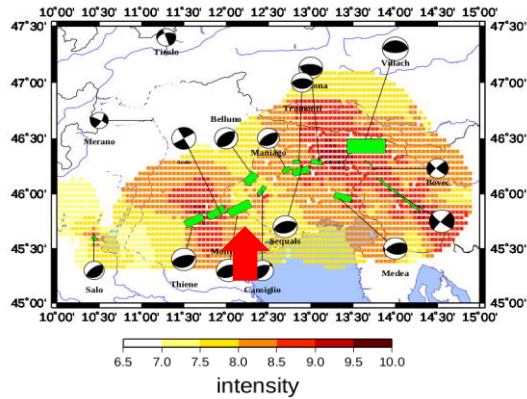 10°00' 10°30' 11°00' 11°30' 12°00' 12°30' 13°00' 13°30' 14°00' 14°30' 15°00'
47°30' 47°30'
Tirolo Villach
47°00' 47°00'
Tramonti
Belluno
46°30' 46°30'
Merano Maniago
Bovec
46°00' 46°00'
Sequals
45°30' 45°30'
Salo Thiene Cansiglio Medea
45°00' 45°00'
10°00' 10°30' 11°00' 11°30' 12°00' 12°30' 13°00' 13°30' 14°00' 14°30' 15°00'
6.5 7.0 7.5 8.0 8.5 9.0 9.5 10.0
intensity